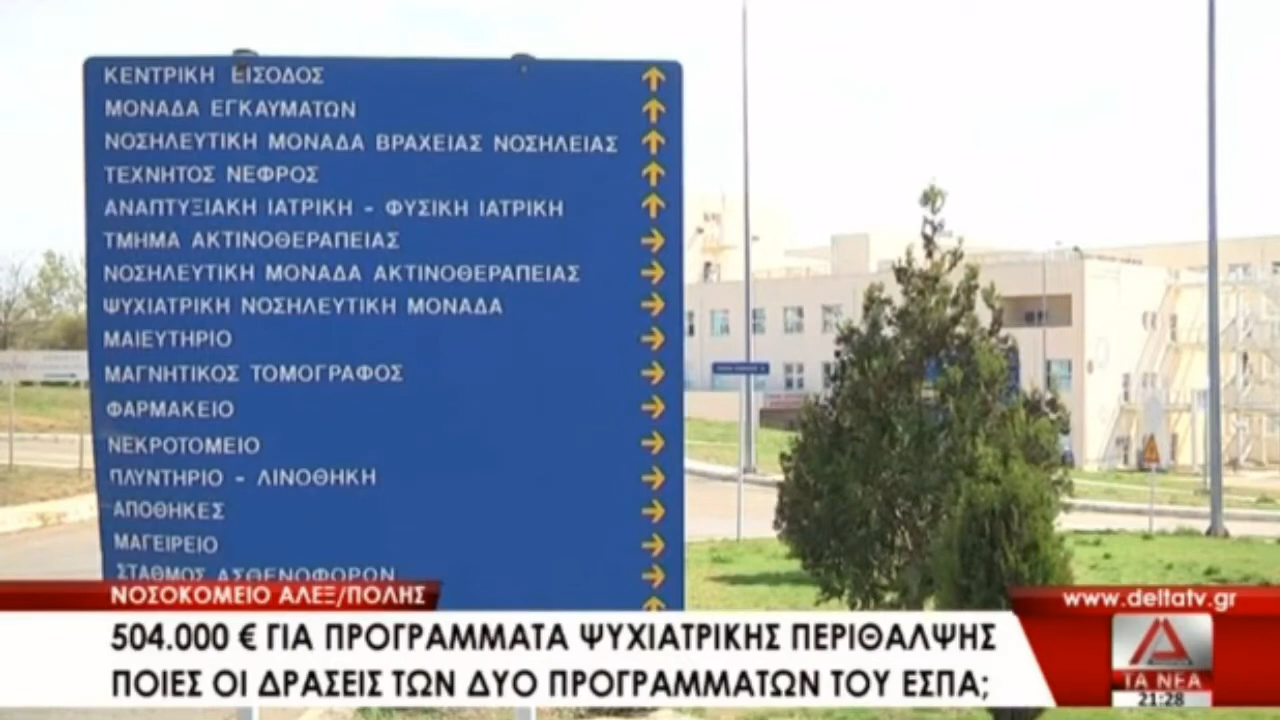 ΚΕΝΤΡΙΚΗ ΕΙΣΟΔΟΣ
ΜΟΝΑΔΑ ΕΓΚΑΥΜΑΤΩΝ
ΝΟΣΗΛΕΥΤΙΚΗ ΜΟΝΑΔΑ ΒΡΑΧΕΙΑΣ ΝΟΣΗΛΕΙΑΣ
ΤΕΧΝΗΤΟΣ ΝΕΦΡΟΣ
ΑΝΑΠΤΥΞΙΑΚΗ ΙΑΤΡΙΚΗ - ΦΥΣΙΚΗ ΙΑΤΡΙΚΗ
ΤΜΗΜΑ ΑΚΤΙΝΟΘΕΡΑΠΕΙΑΣ
ΝΟΣΗΛΕΥΤΙΚΗ ΜΟΝΑΔΑ ΑΚΤΙΝΟΘΕΡΑΠΕΙΑΣ
ΨΥΧΙΑΤΡΙΚΗ ΝΟΣΗΛΕΥΤΙΚΗ ΜΟΝΑΔΑ
ΜΑΙΕΥΤΗΡΙΟ
ΜΑΓΝΗΤΙΚΟΣ ΤΟΜΟΓΡΑΦΟΣ
ΦΑΡΜΑΚΕΙΟ
ΝΕΚΡΟΤΟΜΕΙΟ
ΠΛΥΝΤΗΡΙΟ - ΛΙΝΟΘΗΚΗ
ΑΠΟΘΗΚΕΣ
ΜΑΓΕΙΡΕΙΟ
ΣΤΑΘΜΟΣ ΑΣΘΕΝΟΦΟΡΩΝ
ΝΟΣΟΚΟΜΕΙΟ ΑΛΕΞ/ΠΟΛΗΣ
www.deltatv.gr
504.000 € ΓΙΑ ΠΡΟΓΡΑΜΜΑΤΑ ΨΥΧΙΑΤΡΙΚΗΣ ΠΕΡΙΘΑΛΨΗΣ
ΠΟΙΕΣ ΟΙ ΔΡΑΣΕΙΣ ΤΩΝ ΔΥΟ ΠΡΟΓΡΑΜΜΑΤΩΝ ΤΟΥ ΕΣΠΑ;
ΤΑ ΝΕΑ
21:28